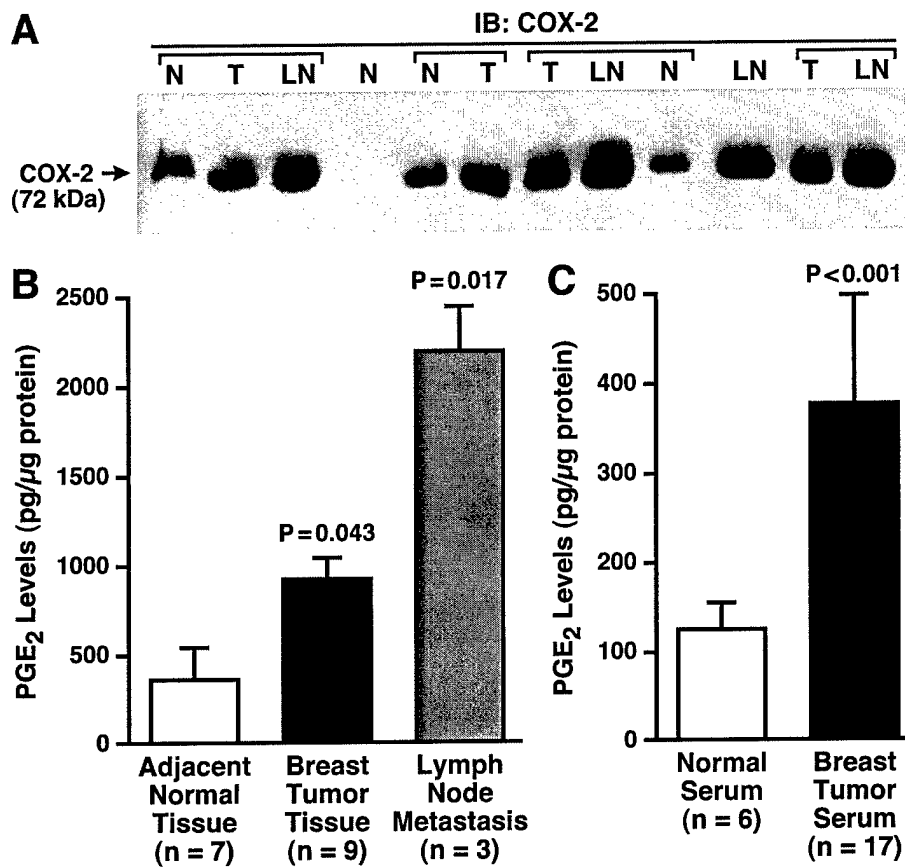 A
IB: COX-2
N T LN N N T T LN N LN T LN
COX-2 →
(72 kDa)
B
PGE2 Levels (pg/µg protein)
2500
2000
1500
1000
500
0
P=0.043
P=0.017
Adjacent
Normal
Tissue
(n = 7)
Breast
Tumor
Tissue
(n = 9)
Lymph
Node
Metastasis
(n = 3)
C
PGE2 Levels (pg/µg protein)
500
400
300
200
100
0
P<0.001
Normal
Serum
(n = 6)
Breast
Tumor
Serum
(n = 17)